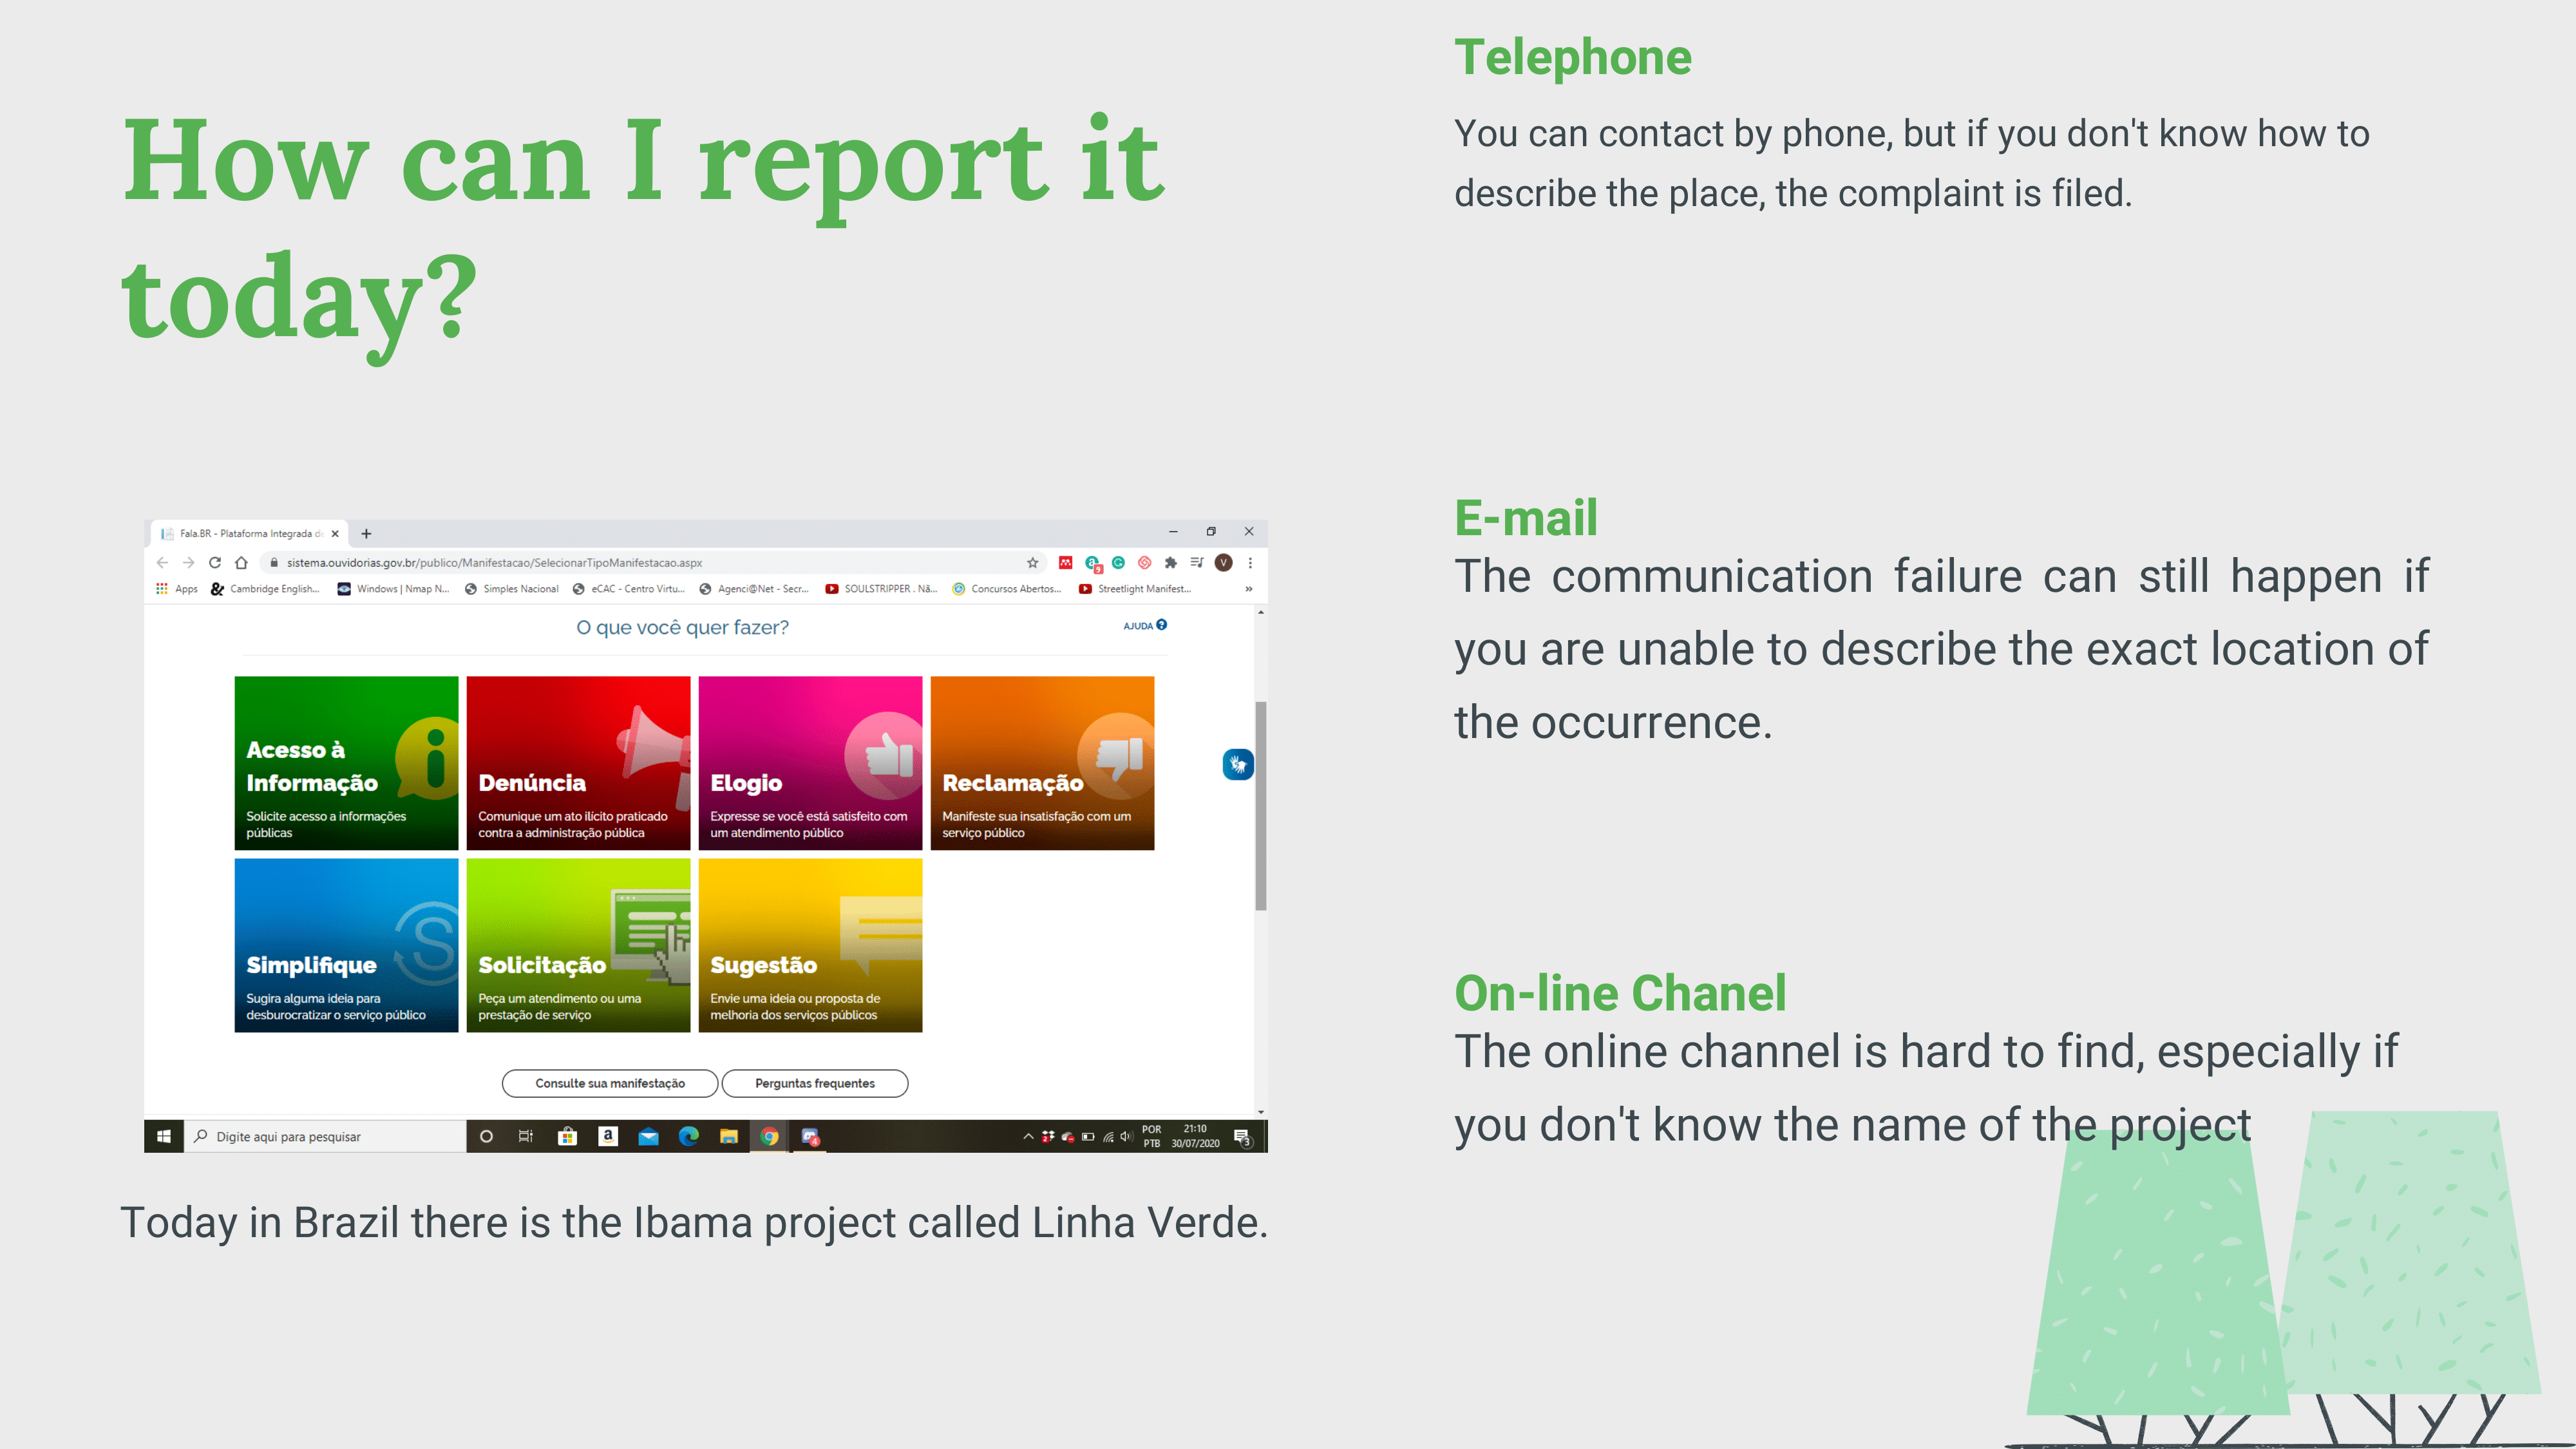 How can I report it
today?
Fala.BR - Plataforma Integrada d
sistema.ouvidorias.gov.br/publico/Manifestacao/SelecionarTipoManifestacao.aspx
V
Apps
Cambridge English...
Windows | Nmap N...
Simples Nacional
eCAC - Centro Virtu...
Agenci@Net - Secr...
SOULSTRIPPER . Nã...
Concursos Abertos...
Streetlight Manifest...
»
O que você quer fazer?
AJUDA
Acesso à
Informação
Solicite acesso a informações
públicas
Denúncia
Comunique um ato ilícito praticado
contra a administração pública
Elogio
Expresse se você está satisfeito com
um atendimento público
Reclamação
Manifeste sua insatisfação com um
serviço público
Simplifique
Sugira alguma ideia para
desburocratizar o serviço público
Solicitação
Peça um atendimento ou uma
prestação de serviço
Sugestão
Envie uma ideia ou proposta de
melhoria dos serviços públicos
Consulte sua manifestação
Perguntas frequentes
Digite aqui para pesquisar
POR
PTB
21:10
30/07/2020
Today in Brazil there is the Ibama project called Linha Verde.
Telephone
You can contact by phone, but if you don't know how to
describe the place, the complaint is filed.
E-mail
The communication failure can still happen if
you are unable to describe the exact location of
the occurrence.
On-line Chanel
The online channel is hard to find, especially if
you don't know the name of the project